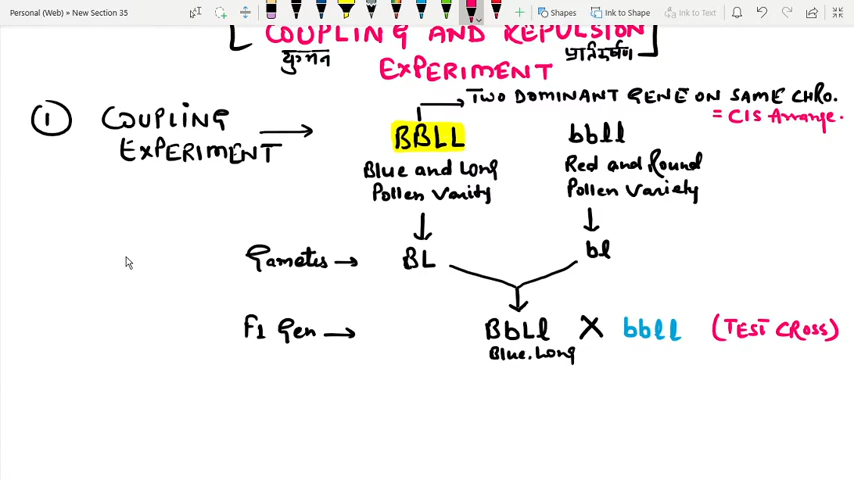 Personal (Web) » New Section 35
Shapes
Ink to Shape
Ink to Text
COUPLING AND REPULSION
युग्मन
प्रतिकर्षण
EXPERIMENT
① COUPLING EXPERIMENT
TWO DOMINANT GENE ON SAME CHRO.
= CIS Arrange.
BBLL
bbll
Blue and Long
Pollen Varity
Red and Round
Pollen Variety
Gametes
BL
bl
F1 Gen
BbLl X bbll (TEST CROSS)
Blue. Long